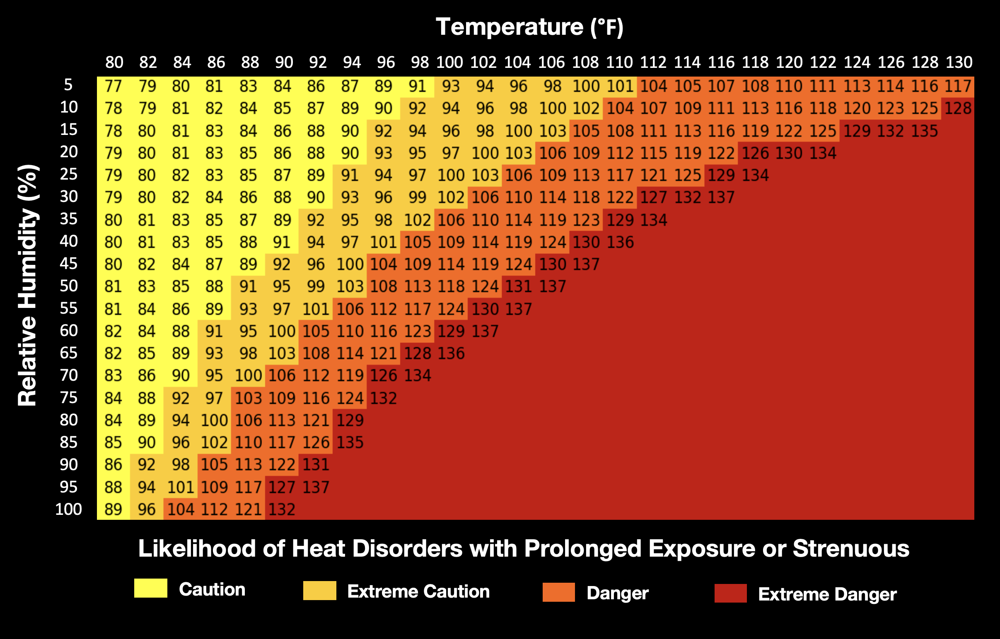 Temperature (°F)
80 82 84 86 88 90 92 94 96 98 100 102 104 106 108 110 112 114 116 118 120 122 124 126 128 130
Relative Humidity (%)
5 77 79 80 81 83 84 86 87 89 91 93 94 96 98 100 101 104 105 107 108 110 111 113 114 116 117
10 78 79 81 82 84 85 87 89 90 92 94 96 98 100 102 104 107 109 111 113 116 118 120 123 125 128
15 78 80 81 83 84 86 88 90 92 94 96 98 100 103 105 108 111 113 116 119 122 125 129 132 135
20 79 80 81 83 85 86 88 90 93 95 97 100 103 106 109 112 115 119 122 126 130 134
25 79 80 82 83 85 87 89 91 94 97 100 103 106 109 113 117 121 125 129 134
30 79 80 82 84 86 88 90 93 96 99 102 106 110 114 118 122 127 132 137
35 80 81 83 85 87 89 92 95 98 102 106 110 114 119 123 129 134
40 80 81 83 85 88 91 94 97 101 105 109 114 119 124 130 136
45 80 82 84 87 89 92 96 100 104 109 114 119 124 130 137
50 81 83 85 88 91 95 99 103 108 113 118 124 131 137
55 81 84 86 89 93 97 101 106 112 117 124 130 137
60 82 84 88 91 95 100 105 110 116 123 129 137
65 82 85 89 93 98 103 108 114 121 128 136
70 83 86 90 95 100 106 112 119 126 134
75 84 88 92 97 103 109 116 124 132
80 84 89 94 100 106 113 121 129
85 85 90 96 102 110 117 126 135
90 86 92 98 105 113 122 131
95 88 94 101 109 117 127 137
100 89 96 104 112 121 132
Likelihood of Heat Disorders with Prolonged Exposure or Strenuous
Caution Extreme Caution Danger Extreme Danger